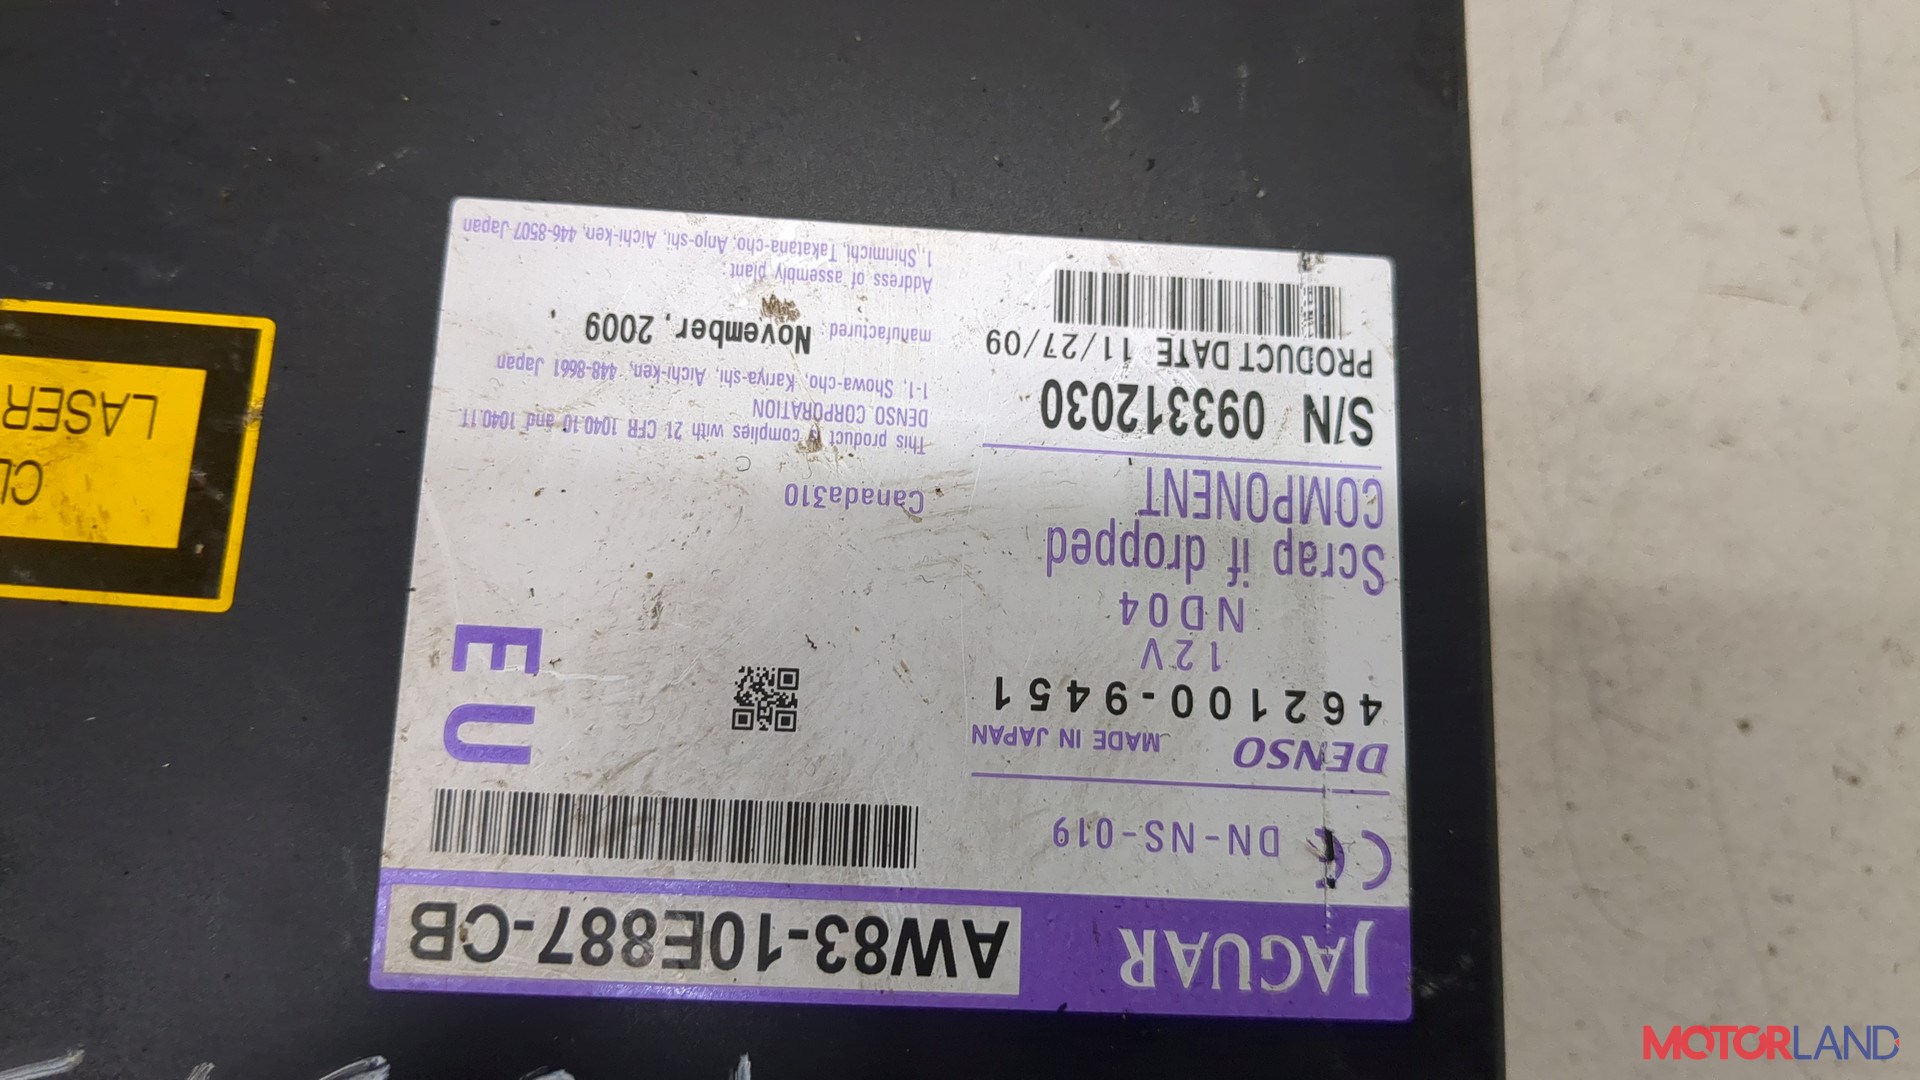 JAGUAR AW83-10E887-CB
CE DN-NS-019
DENSO MADE IN JAPAN
462100-9451
12V
ND04
Scrap if dropped
COMPONENT
S/N 093312030
PRODUCT DATE 11/27/09
EU
Canada310
This product complies with 21 CFR 1040.10 and 1040.11
DENSO CORPORATION
1-1, Showa-cho, Kariya-shi, Aichi-ken, 448-8661 Japan
manufactured: November, 2009.
Address of assembly plant:
1, Shinmichi, Takatana-cho, Anjo-shi, Aichi-ken, 446-8507 Japan
LASER
MOTORLAND